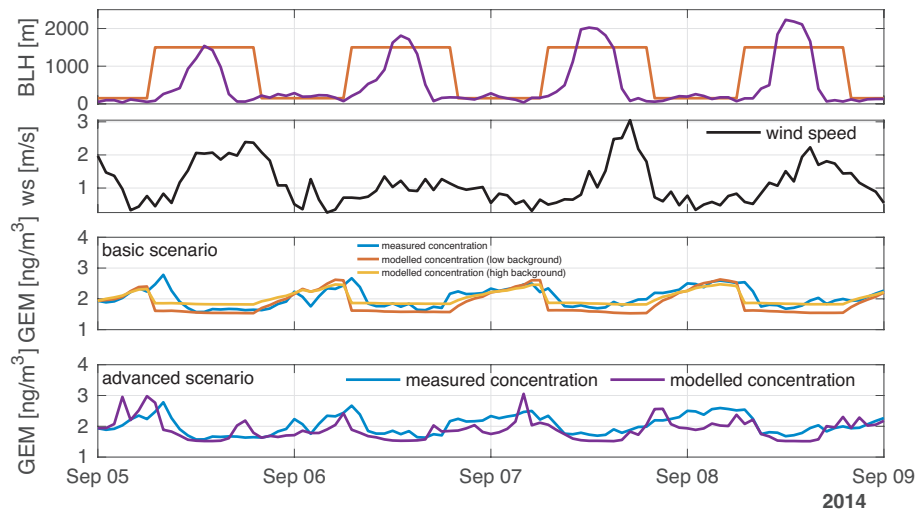 BLH [m]
2000
1000
0
ws [m/s]
3
2
1
wind speed
GEM [ng/m³]
4
3
2
1
basic scenario
measured concentration
modelled concentration (low background)
modelled concentration (high background)
GEM [ng/m³]
4
3
2
1
advanced scenario
measured concentration
modelled concentration
Sep 05
Sep 06
Sep 07
Sep 08
Sep 09
2014